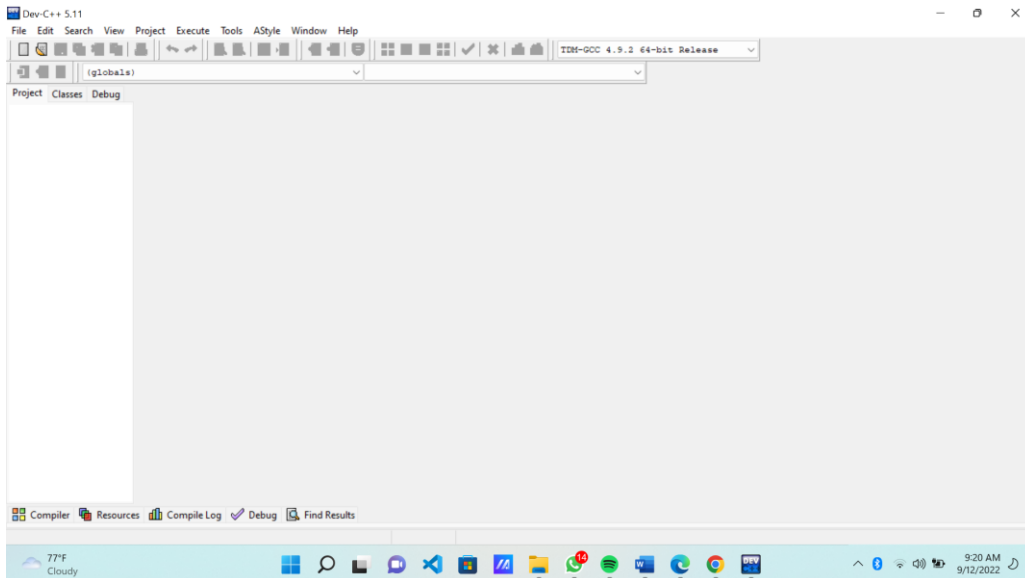 Dev-C++ 5.11
File Edit Search View Project Execute Tools AStyle Window Help
TDM-GCC 4.9.2 64-bit Release
(globals)
Project Classes Debug
Compiler Resources Compile Log Debug Find Results
77°F
Cloudy
14
W
DEV
9:20 AM
9/12/2022